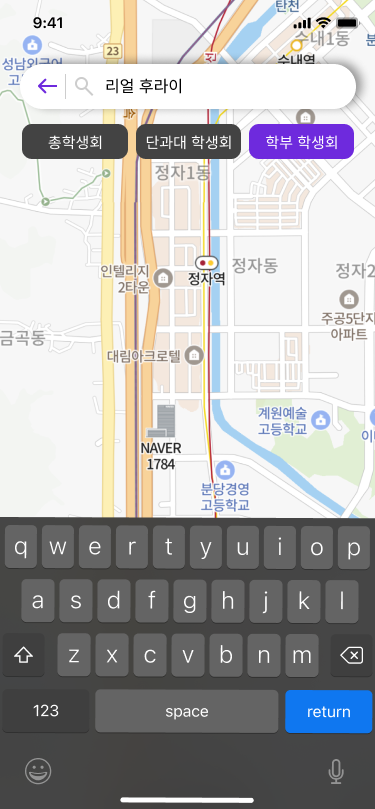 9:41
탄천
수내1동
수내역
23
성남외국어
리얼 후라이
총학생회
단과대 학생회
학부 학생회
정자1동
인텔리지
2타운
정자역
정자동
정자2
주공5단지
아파트
금곡동
대림아크로텔
계원예술
고등학교
이
NAVER
1784
분당경영
고등학교
q w e r t y u i o p
a s d f g h j k l
z x c v b n m
123
space
return